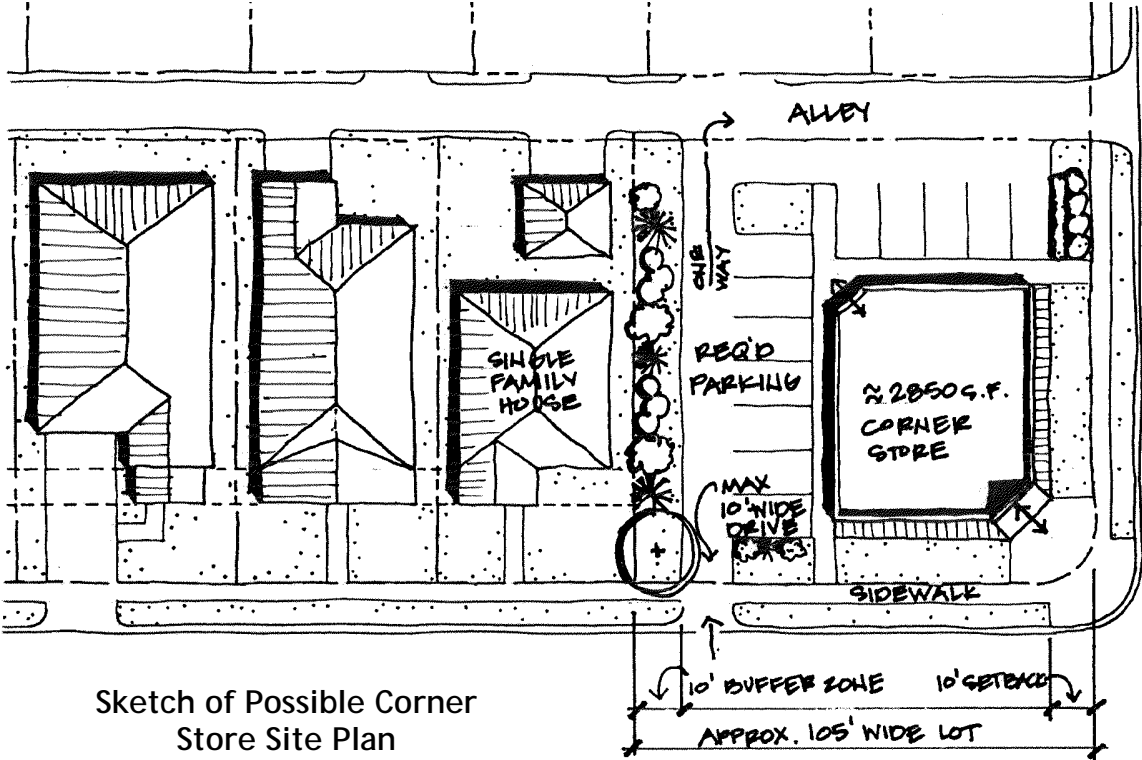 ALLEY
ONE
WAY
SINGLE
FAMILY
HOUSE
REQ'D
PARKING
≈2850 S.F.
CORNER
STORE
MAX
10' WIDE
DRIVE
SIDEWALK
10' BUFFER ZONE
10' SETBACK
APPROX. 105' WIDE LOT
Sketch of Possible Corner
Store Site Plan